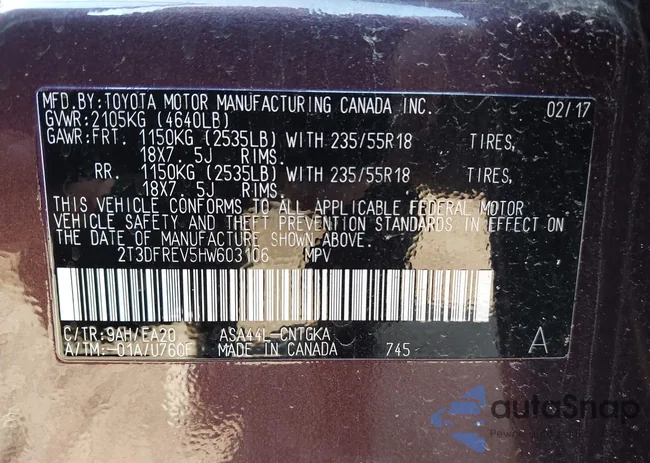 MFD.BY:TOYOTA MOTOR MANUFACTURING CANADA INC. 02/17
GVWR:2105KG (4640LB)
GAWR:FRT. 1150KG (2535LB) WITH 235/55R18 TIRES,
18X7.5J RIMS.
RR. 1150KG (2535LB) WITH 235/55R18 TIRES,
18X7.5J RIMS.
THIS VEHICLE CONFORMS TO ALL APPLICABLE FEDERAL MOTOR
VEHICLE SAFETY AND THEFT PREVENTION STANDARDS IN EFFECT ON
THE DATE OF MANUFACTURE SHOWN ABOVE.
2T3DFREV5HW603106 MPV
C/TR:9AH/EA20 ASA44L-CNTGKA
A/TM:-01A/U760F MADE IN CANADA 745 A
autoSnap